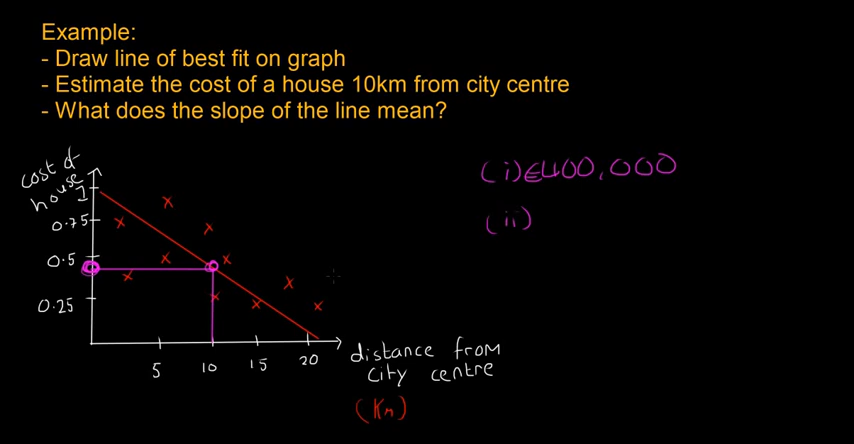 Example:
- Draw line of best fit on graph
- Estimate the cost of a house 10km from city centre
- What does the slope of the line mean?
cost of
house
1
0.75
0.5
0.25
5 10 15 20
distance from
city centre
(Km)
(i) €400,000
(ii)